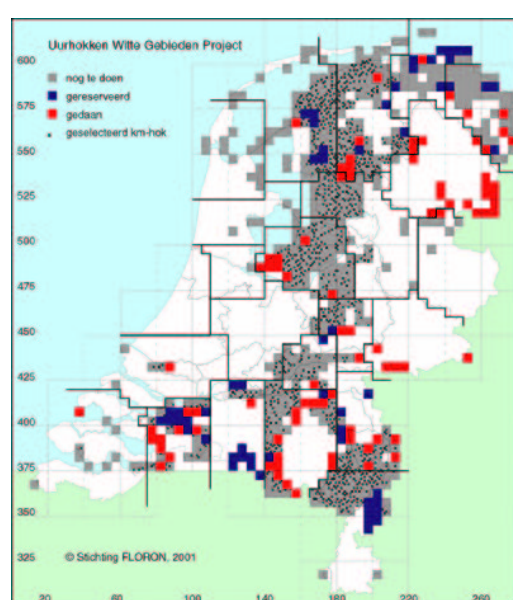 Uurhokken Witte Gebieden Project
nog te doen
gereserveerd
gedaan
geselecteerd km-hok
600
575
550
525
500
475
450
425
400
375
350
325
© Stichting FLORON, 2001
20 60 100 140 180 220 260